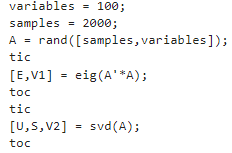 variables = 100;
samples = 2000;
A = rand([samples,variables]);
tic
[E,V1] = eig(A'*A);
toc
tic
[U,S,V2] = svd(A);
toc